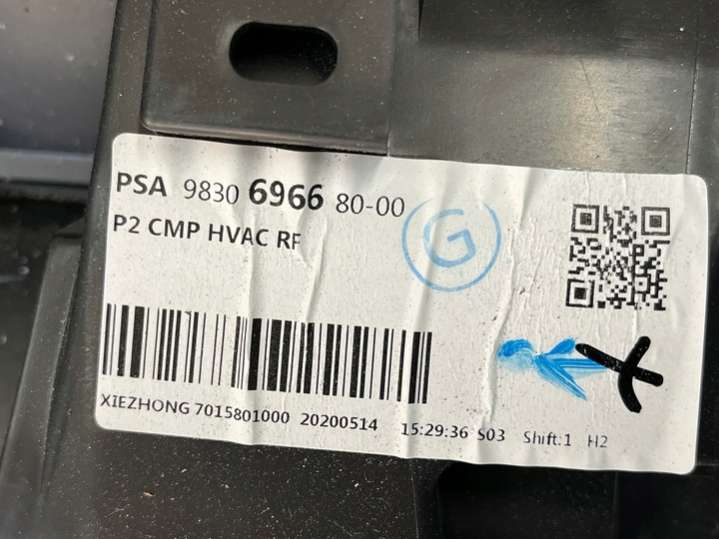 PSA 9830 6966 80-00
P2 CMP HVAC RF
G
XIEZHONG 7015801000 20200514 15:29:36 S03 Shift:1 H2